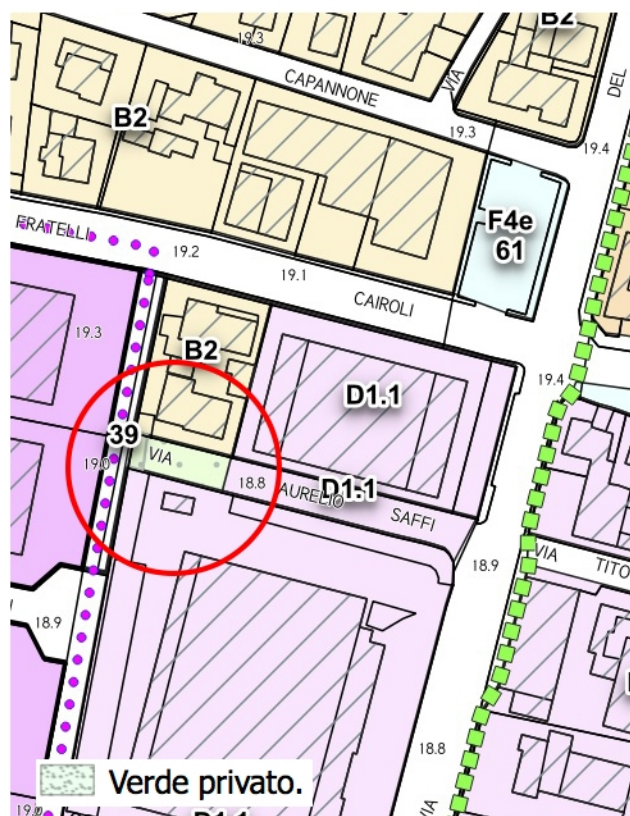 B2
19.3
CAPANNONE
VIA
DEL
B2
19.3
19.4
F4e
61
FRATELLI
19.2
19.1
CAIROLI
19.3
B2
19.4
D1.1
39
VIA
19.0
18.8
AURELIO
D1.1
SAFFI
18.9
VIA
TITO
18.9
18.8
Verde privato.
VIA
D1.1